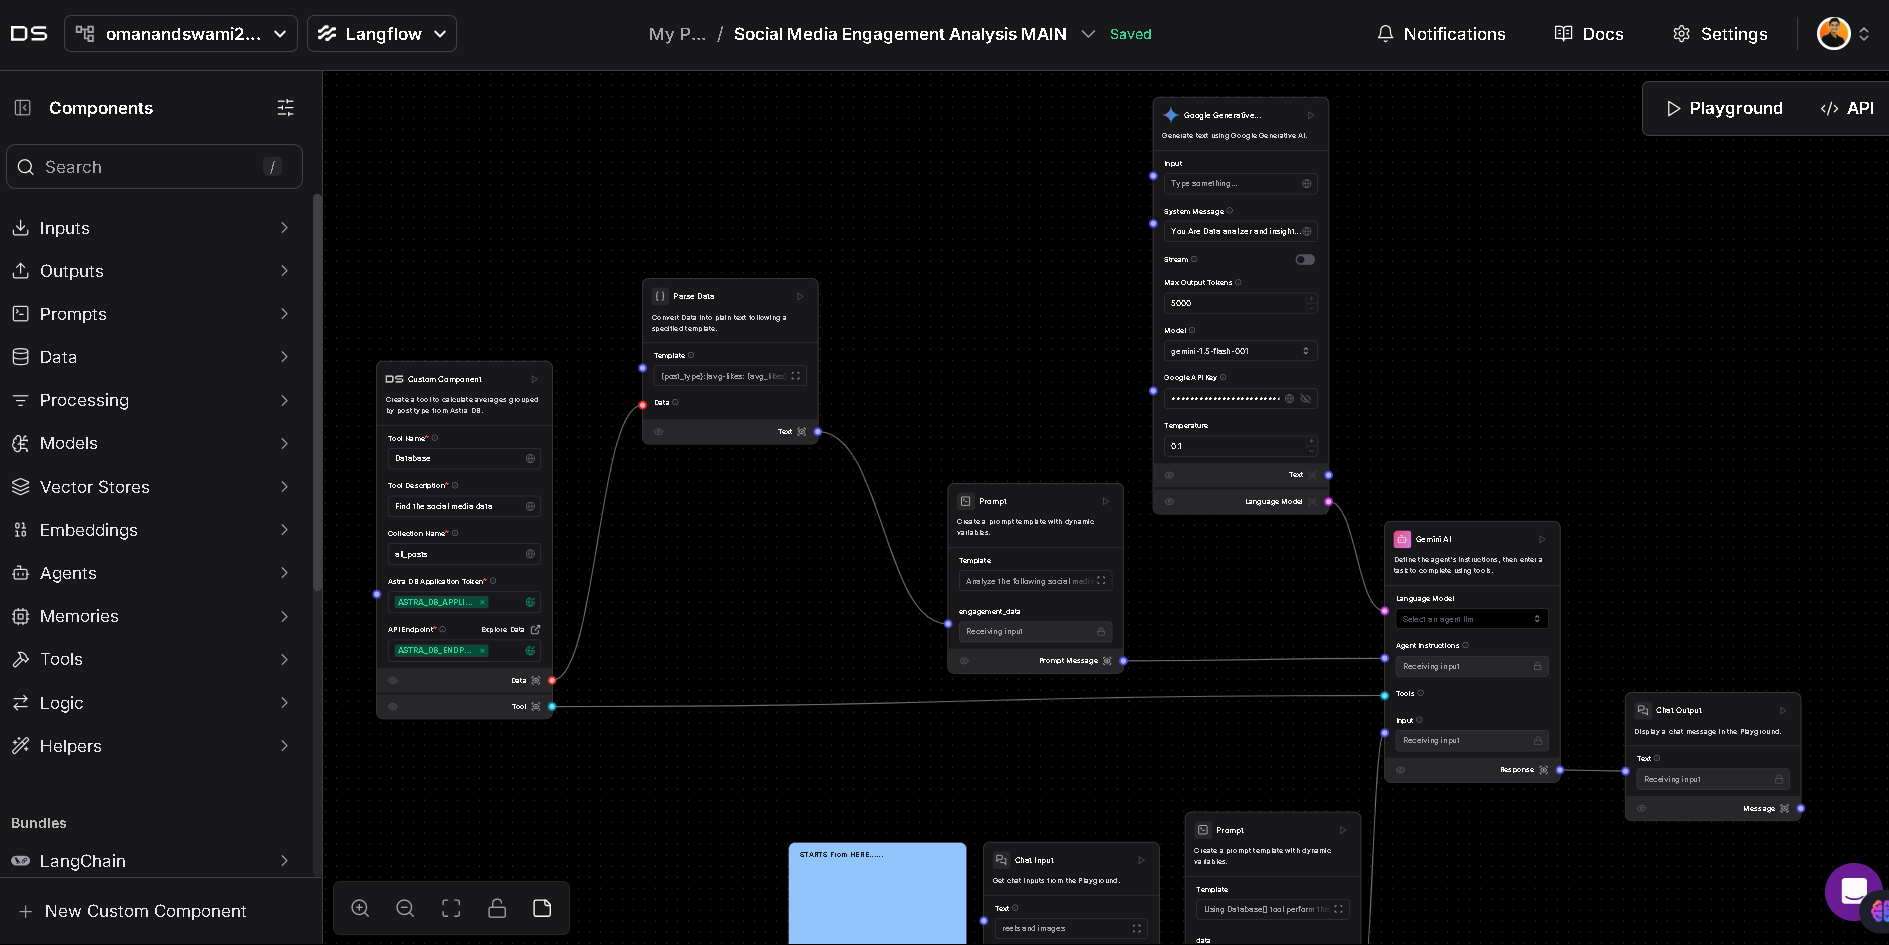 DS
omanandswami2...
Langflow
My P... / Social Media Engagement Analysis MAIN
Saved
Notifications
Docs
Settings
Components
Search
/
Inputs
Outputs
Prompts
Data
Processing
Models
Vector Stores
Embeddings
Agents
Memories
Tools
Logic
Helpers
Bundles
LangChain
New Custom Component
Playground
</> API
DS Custom Component
Create a tool to calculate averages grouped
by post type from Astra DB.
Tool Name*
Database
Tool Description*
Find the social media data
Collection Name*
all_posts
Astra DB Application Token*
ASTRA_DB_APPLI... ×
API Endpoint*
Explore Data
ASTRA_DB_ENDP... ×
Data
Tool
Parse Data
Convert Data into plain text following a
specified template.
Template
{post_type}:{avg-likes: {avg_likes}
Data
Text
Prompt
Create a prompt template with dynamic
variables.
Template
Analyze the following social media
engagement_data
Receiving input
Prompt Message
Google Generative...
Generate text using Google Generative AI.
Input
Type something...
System Message
You Are Data analzer and insight...
Stream
Max Output Tokens
5000
Model
gemini-1.5-flash-001
Google API Key
Temperature
0.1
Text
Language Model
Gemini AI
Define the agent's instructions, then enter a
task to complete using tools.
Language Model
Select an agent llm
Agent Instructions
Receiving input
Tools
Input
Receiving input
Response
Chat Output
Display a chat message in the Playground.
Text
Receiving input
Message
STARTS From HERE......
Chat Input
Get chat inputs from the Playground.
Text
reels and images
Prompt
Create a prompt template with dynamic
variables.
Template
Using Database[] tool perform this
data